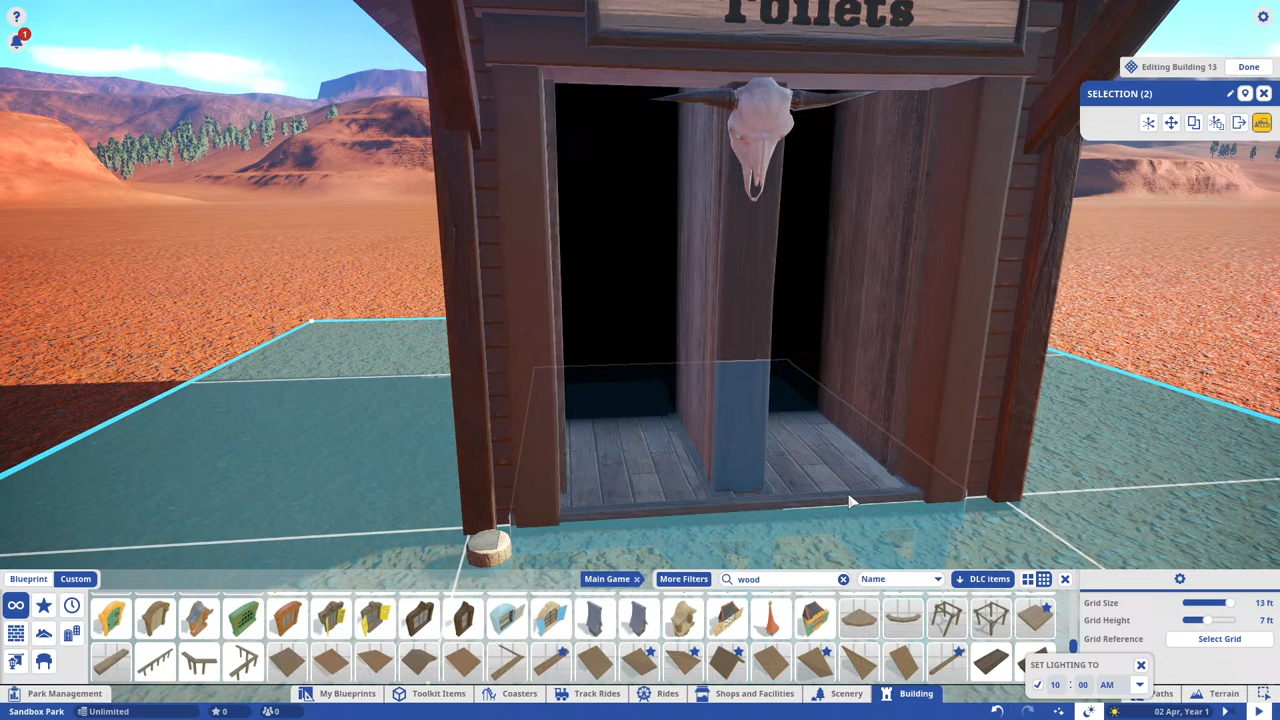 ?
1
Toilets
Editing Building 13
Done
SELECTION (2)
Blueprint
Custom
Main Game
More Filters
wood
Name
DLC items
Grid Size
13 ft
Grid Height
7 ft
Grid Reference
Select Grid
SET LIGHTING TO
10 : 00 AM
Park Management
My Blueprints
Toolkit Items
Coasters
Track Rides
Rides
Shops and Facilities
Scenery
Building
Paths
Terrain
Sandbox Park
Unlimited
0
0
02 Apr, Year 1